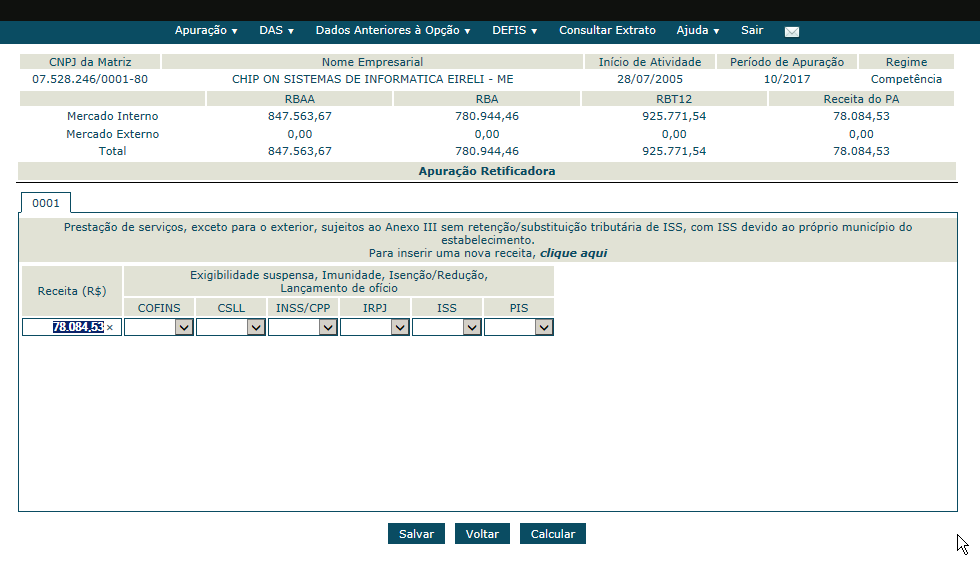 Apuração ▼ DAS ▼ Dados Anteriores à Opção ▼ DEFIS ▼ Consultar Extrato Ajuda ▼ Sair
CNPJ da Matriz Nome Empresarial Início de Atividade Período de Apuração Regime
07.528.246/0001-80 CHIP ON SISTEMAS DE INFORMATICA EIRELI - ME 28/07/2005 10/2017 Competência
RBAA RBA RBT12 Receita do PA
Mercado Interno 847.563,67 780.944,46 925.771,54 78.084,53
Mercado Externo 0,00 0,00 0,00 0,00
Total 847.563,67 780.944,46 925.771,54 78.084,53
Apuração Retificadora
0001
Prestação de serviços, exceto para o exterior, sujeitos ao Anexo III sem retenção/substituição tributária de ISS, com ISS devido ao próprio município do
estabelecimento.
Para inserir uma nova receita, clique aqui
Receita (R$)
Exigibilidade suspensa, Imunidade, Isenção/Redução,
Lançamento de ofício
COFINS CSLL INSS/CPP IRPJ ISS PIS
78.084,53 ×
Salvar Voltar Calcular